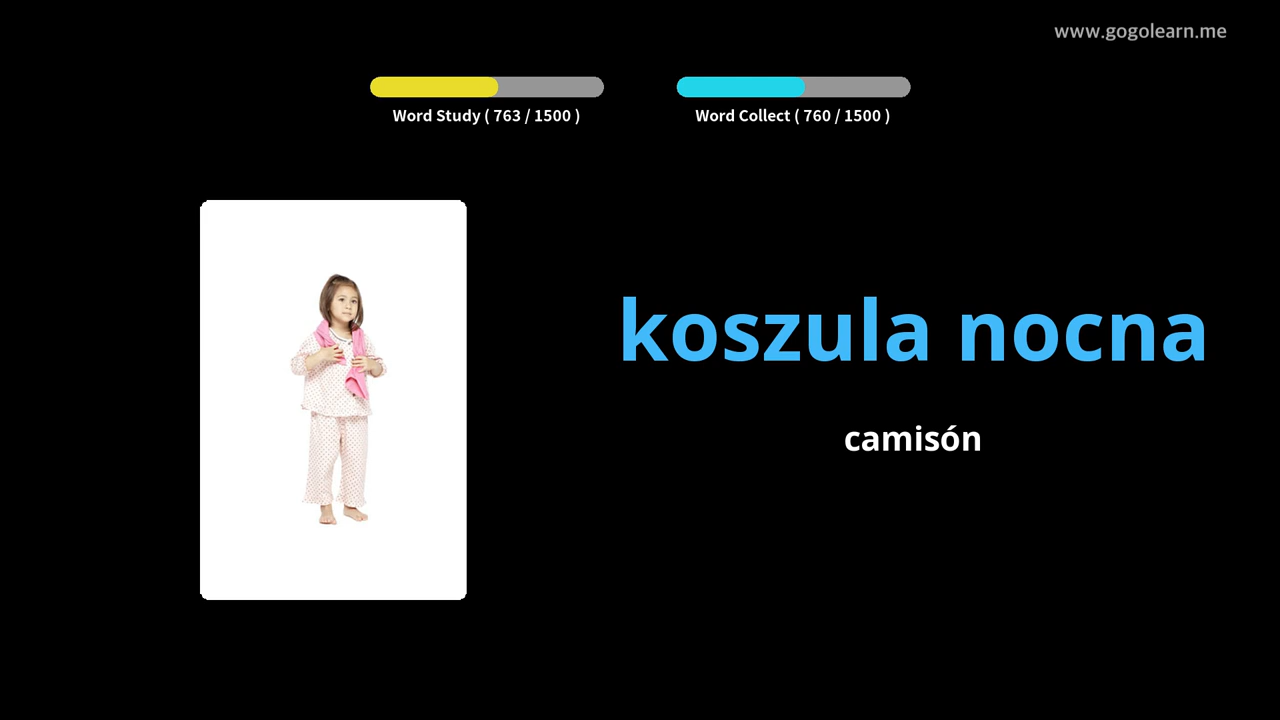 www.gogolearn.me
Word Study ( 763 / 1500 )
Word Collect ( 760 / 1500 )
koszula nocna
camisón